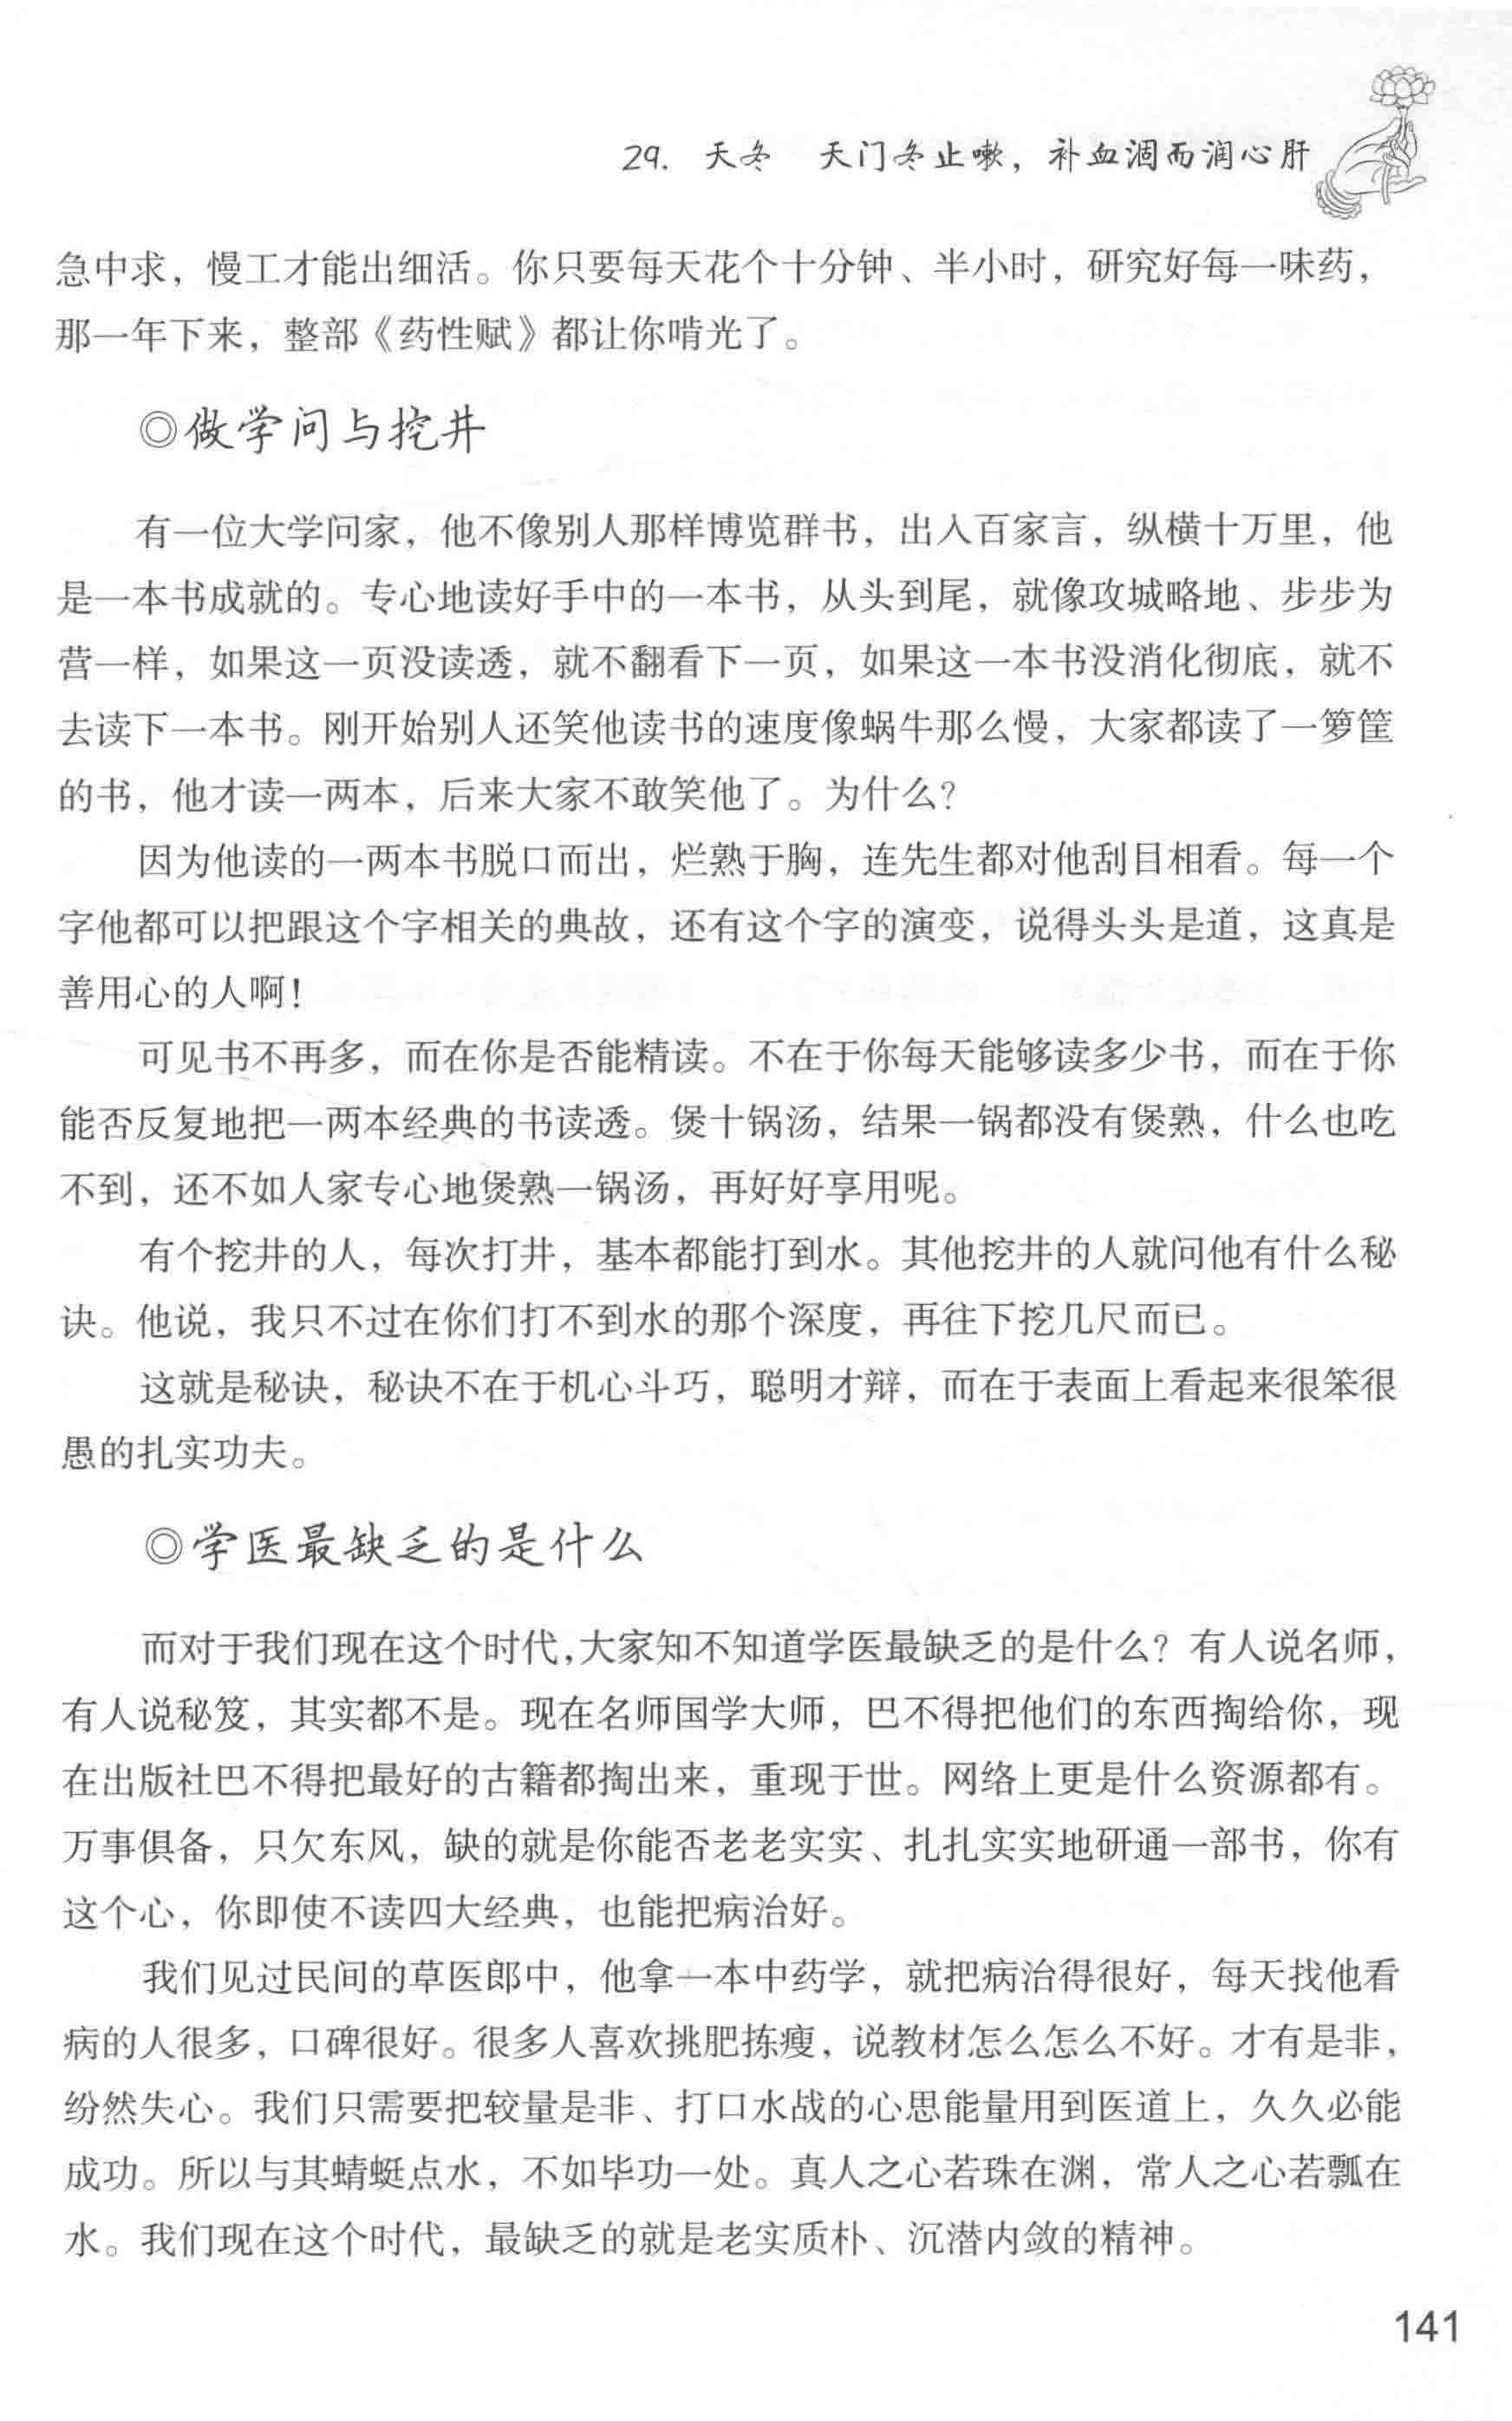 29. 天冬　天门冬止嗽，补血涸而润心肝
急中求，慢工才能出细活。你只要每天花个十分钟、半小时，研究好每一味药，
那一年下来，整部《药性赋》都让你啃光了。
◎做学问与挖井
有一位大学问家，他不像别人那样博览群书，出入百家言，纵横十万里，他
是一本书成就的。专心地读好手中的一本书，从头到尾，就像攻城略地、步步为
营一样，如果这一页没读透，就不翻看下一页，如果这一本书没消化彻底，就不
去读下一本书。刚开始别人还笑他读书的速度像蜗牛那么慢，大家都读了一箩筐
的书，他才读一两本，后来大家不敢笑他了。为什么？
因为他读的一两本书脱口而出，烂熟于胸，连先生都对他刮目相看。每一个
字他都可以把跟这个字相关的典故，还有这个字的演变，说得头头是道，这真是
善用心的人啊！
可见书不再多，而在你是否能精读。不在于你每天能够读多少书，而在于你
能否反复地把一两本经典的书读透。煲十锅汤，结果一锅都没有煲熟，什么也吃
不到，还不如人家专心地煲熟一锅汤，再好好享用呢。
有个挖井的人，每次打井，基本都能打到水。其他挖井的人就问他有什么秘
诀。他说，我只不过在你们打不到水的那个深度，再往下挖几尺而已。
这就是秘诀，秘诀不在于机心斗巧，聪明才辩，而在于表面上看起来很笨很
愚的扎实功夫。
◎学医最缺乏的是什么
而对于我们现在这个时代，大家知不知道学医最缺乏的是什么？有人说名师，
有人说秘笈，其实都不是。现在名师国学大师，巴不得把他们的东西掏给你，现
在出版社巴不得把最好的古籍都掏出来，重现于世。网络上更是什么资源都有。
万事俱备，只欠东风，缺的就是你能否老老实实、扎扎实实地研通一部书，你有
这个心，你即使不读四大经典，也能把病治好。
我们见过民间的草医郎中，他拿一本中药学，就把病治得很好，每天找他看
病的人很多，口碑很好。很多人喜欢挑肥拣瘦，说教材怎么怎么不好。才有是非，
纷然失心。我们只需要把较量是非、打口水战的心思能量用到医道上，久久必能
成功。所以与其蜻蜓点水，不如毕功一处。真人之心若珠在渊，常人之心若瓢在
水。我们现在这个时代，最缺乏的就是老实质朴、沉潜内敛的精神。
141